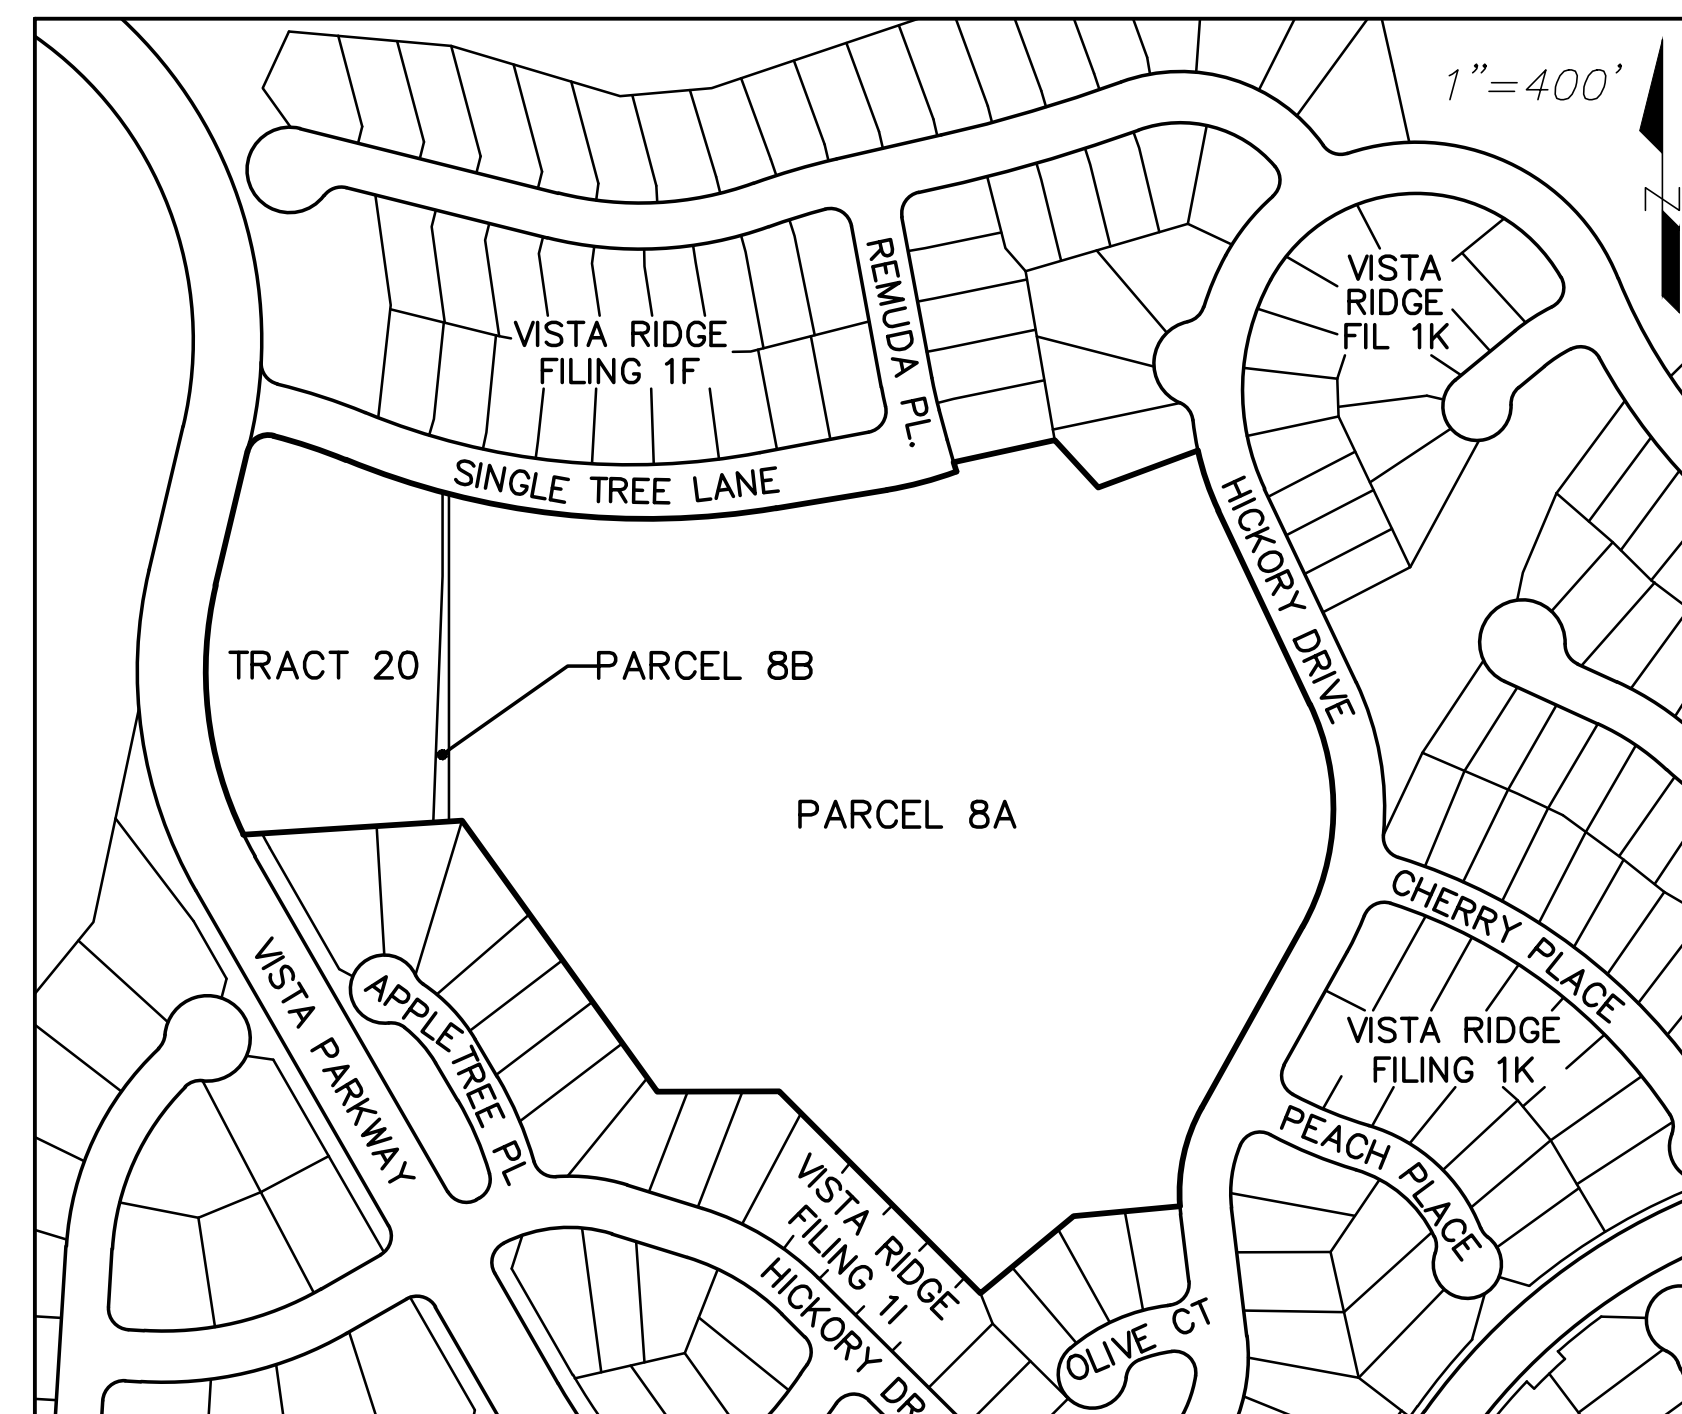 1"=400'
N
VISTA
RIDGE
FIL 1K
REMUDA PL.
VISTA RIDGE
FILING 1F
SINGLE TREE LANE
HICKORY DRIVE
TRACT 20
PARCEL 8B
PARCEL 8A
CHERRY PLACE
VISTA PARKWAY
APPLETREE PL
VISTA RIDGE
FILING 1K
PEACH PLACE
VISTA RIDGE
FILING 1I
HICKORY DR
OLIVE CT